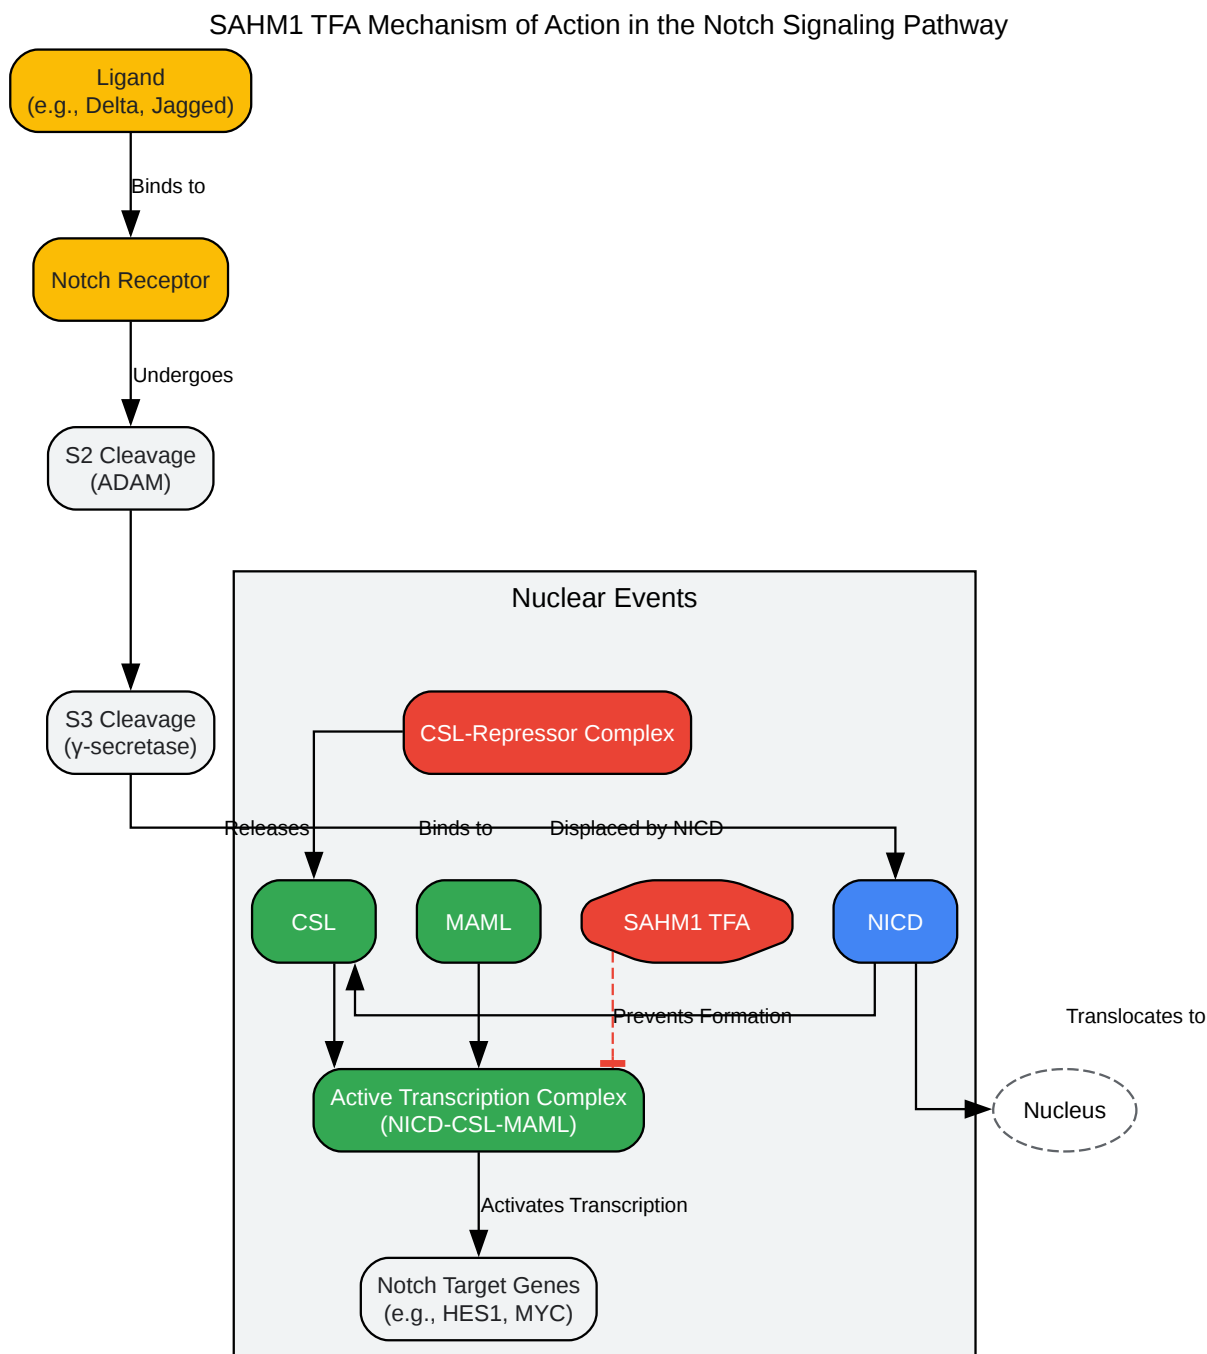 SAHM1 TFA Mechanism of Action in the Notch Signaling Pathway
Ligand
(e.g., Delta, Jagged)
Binds to
Notch Receptor
Undergoes
S2 Cleavage
(ADAM)
Nuclear Events
S3 Cleavage
(γ-secretase)
CSL-Repressor Complex
Releases
Binds to
Displaced by NICD
CSL
MAML
SAHM1 TFA
NICD
Prevents Formation
Translocates to
Active Transcription Complex
(NICD-CSL-MAML)
Nucleus
Activates Transcription
Notch Target Genes
(e.g., HES1, MYC)